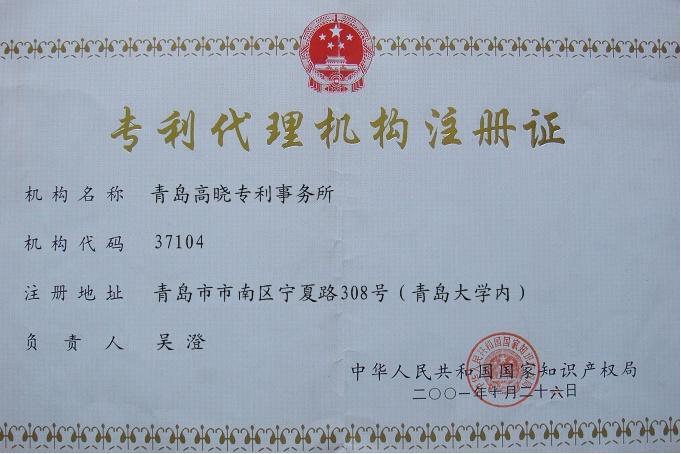 专利代理机构注册证
机构名称 青岛高晓专利事务所
机构代码 37104
注册地址 青岛市市南区宁夏路308号（青岛大学内）
负责人 吴澄
中华人民共和国国家知识产权局
二〇〇一年十月二十六日